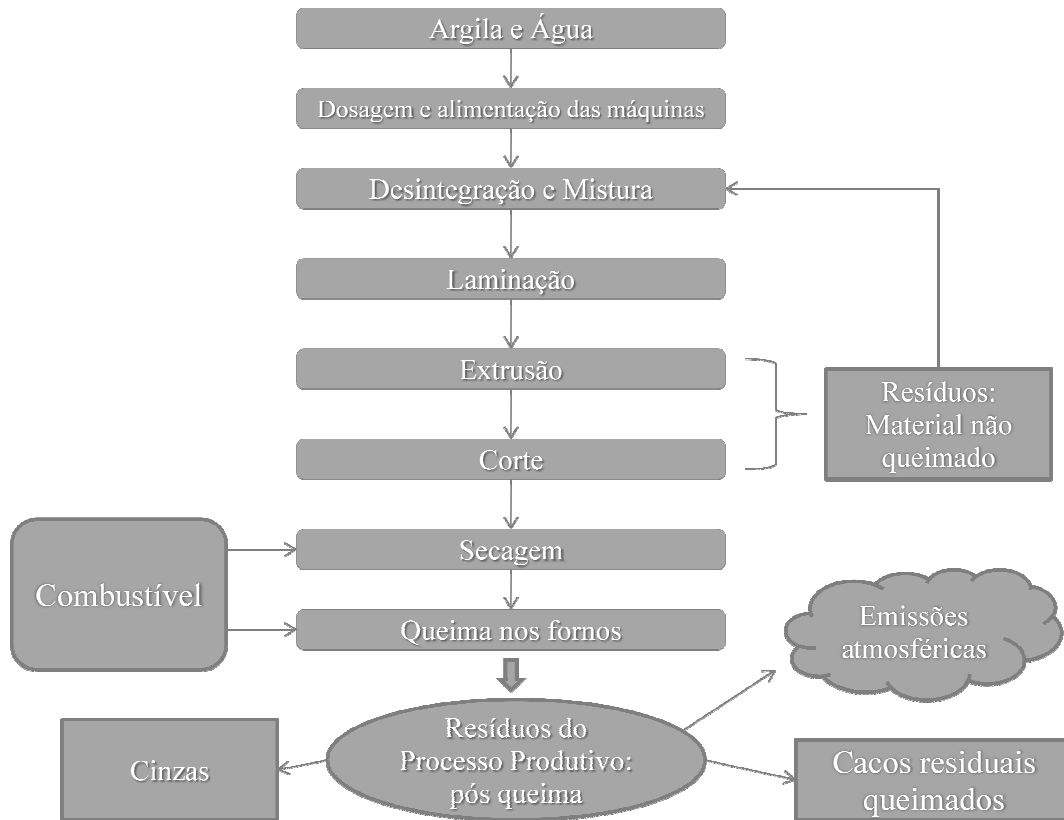 Argila e Água
Dosagem e alimentação das máquinas
Desintegração e Mistura
Laminação
Extrusão
Resíduos:
Material não
queimado
Corte
Secagem
Combustível
Queima nos fornos
Emissões
atmosféricas
Resíduos do
Processo Produtivo:
pós queima
Cinzas
Cacos residuais
queimados